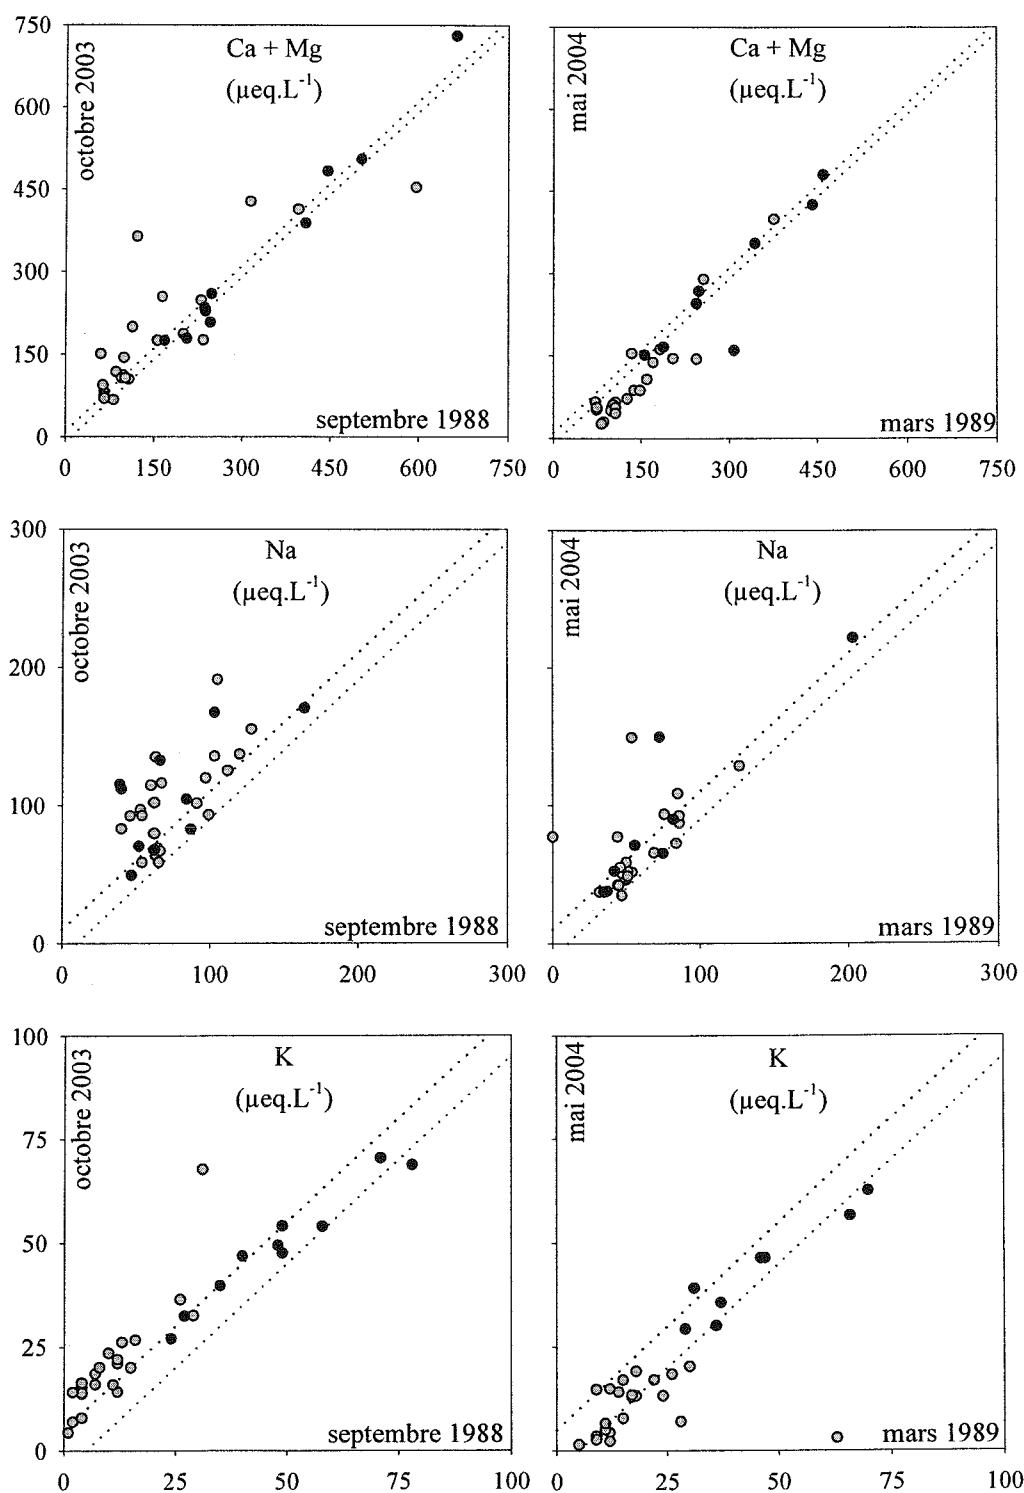 750
600
450
300
150
0
octobre 2003
Ca + Mg
(µeq.L⁻¹)
septembre 1988
0 150 300 450 600 750
mai 2004
Ca + Mg
(µeq.L⁻¹)
mars 1989
0 150 300 450 600 750
300
200
100
0
octobre 2003
Na
(µeq.L⁻¹)
septembre 1988
0 100 200 300
mai 2004
Na
(µeq.L⁻¹)
mars 1989
0 100 200 300
100
75
50
25
0
octobre 2003
K
(µeq.L⁻¹)
septembre 1988
0 25 50 75 100
mai 2004
K
(µeq.L⁻¹)
mars 1989
0 25 50 75 100